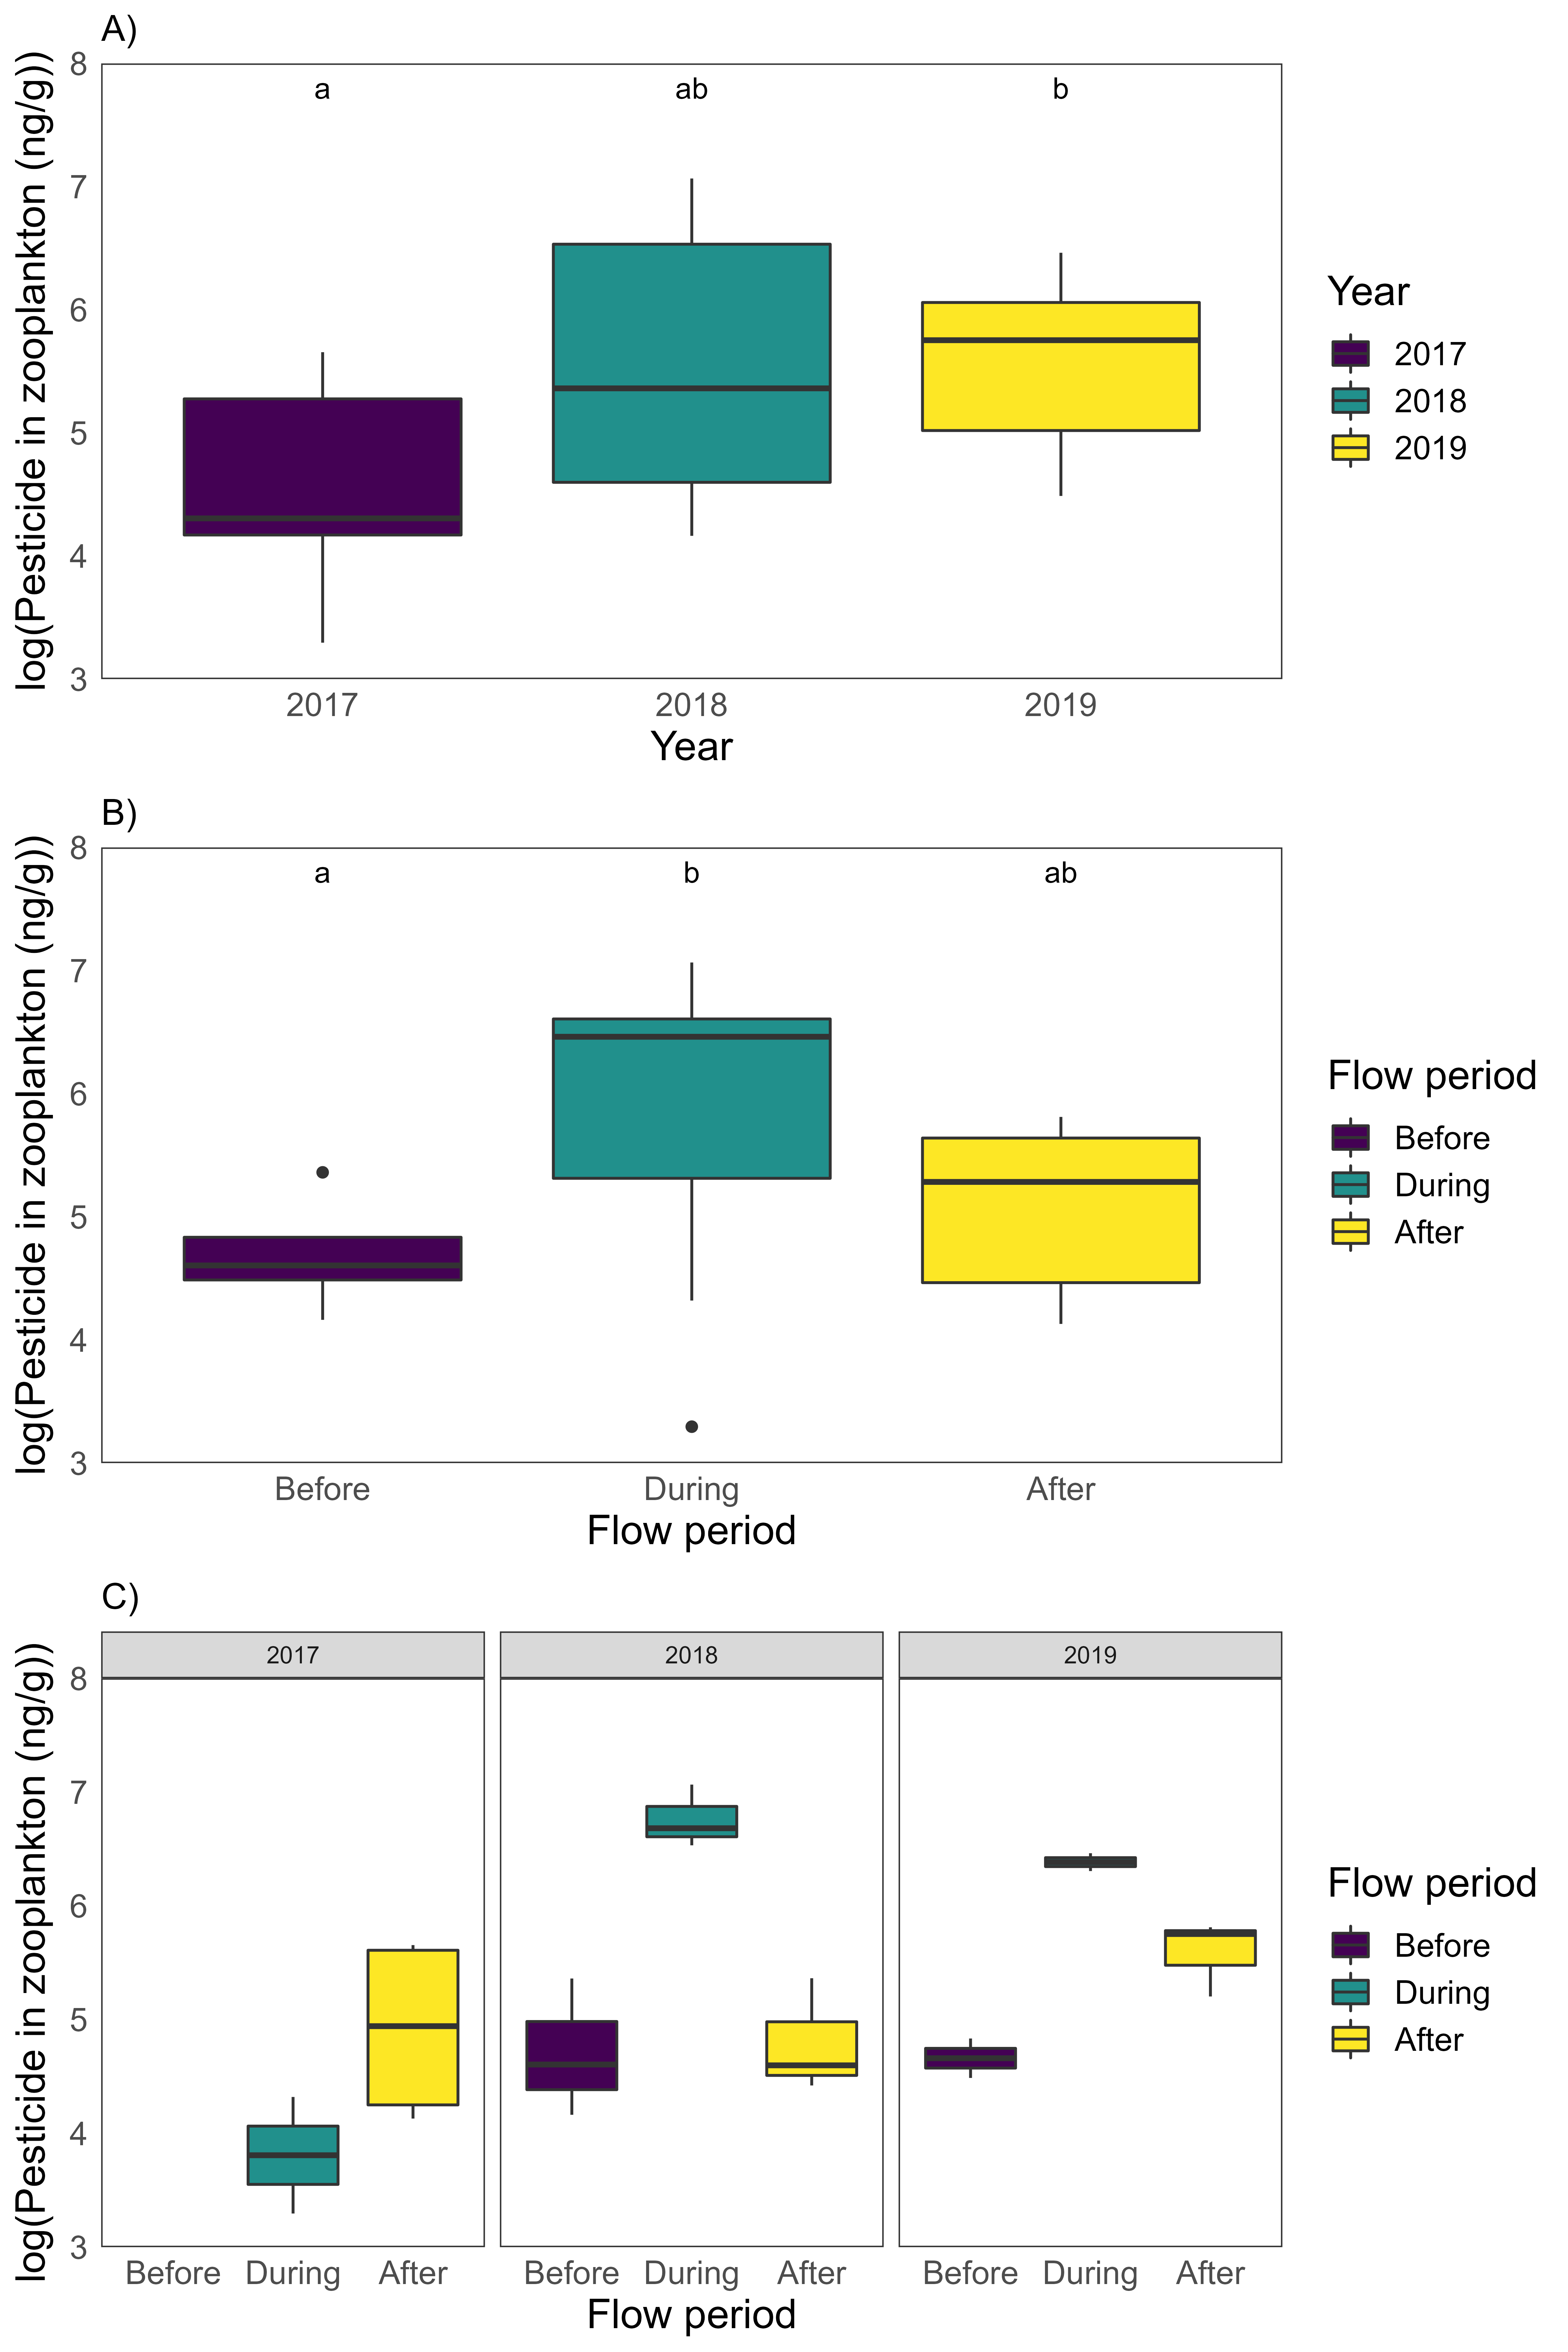 A)
log(Pesticide in zooplankton (ng/g))
8
7
6
5
4
3
a ab b
2017 2018 2019
Year
Year
2017
2018
2019
B)
log(Pesticide in zooplankton (ng/g))
8
7
6
5
4
3
a b ab
Before During After
Flow period
Flow period
Before
During
After
C)
log(Pesticide in zooplankton (ng/g))
2017 2018 2019
8
7
6
5
4
3
Before During After Before During After Before During After
Flow period
Flow period
Before
During
After